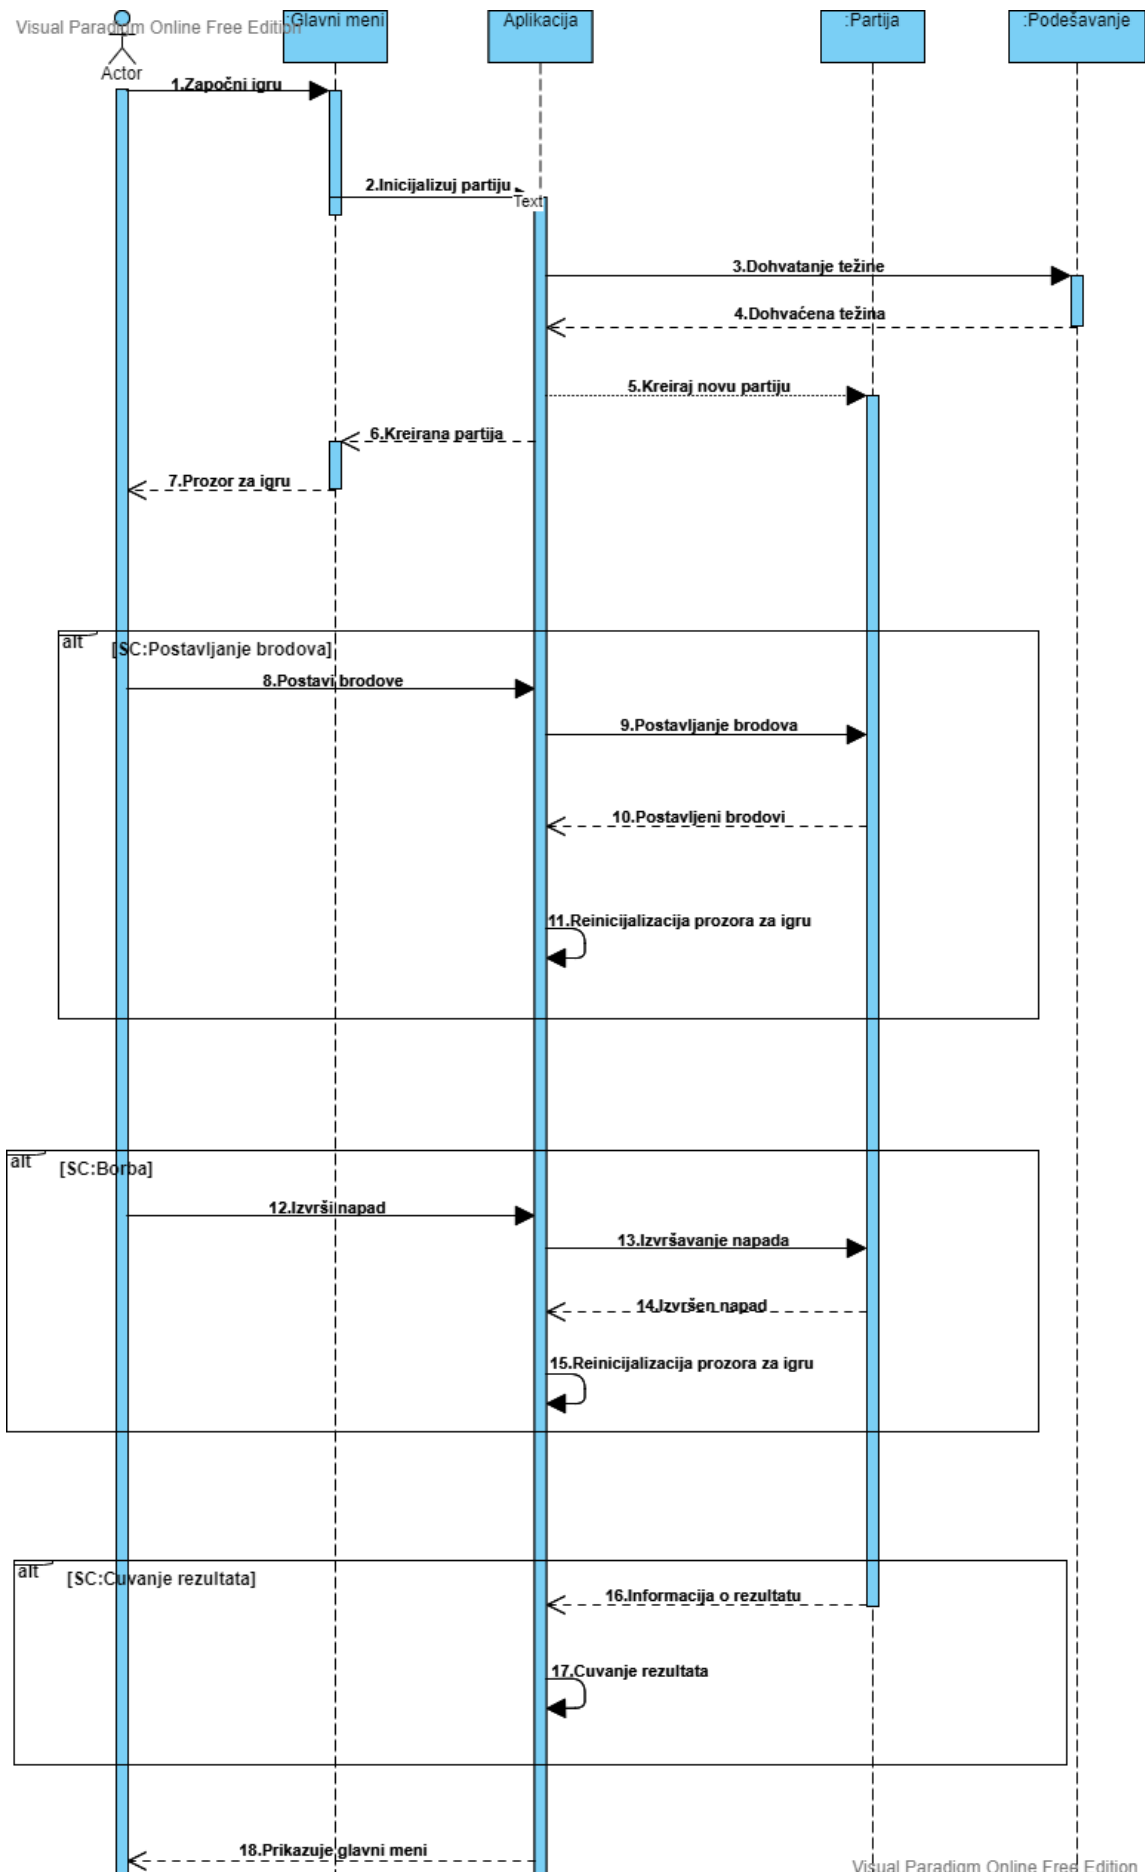 Visual Paradigm Online Free Edition
:Glavni meni
Aplikacija
:Partija
:Podešavanje
Actor
1.Započni igru
2.Inicijalizuj partiju
Text
3.Dohvatanje težine
4.Dohvaćena težina
5.Kreiraj novu partiju
6.Kreirana partija
7.Prozor za igru
alt
[SC:Postavljanje brodova]
8.Postavi brodove
9.Postavljanje brodova
10.Postavljeni brodovi
11.Reinicijalizacija prozora za igru
alt
[SC:Borba]
12.Izvrši napad
13.Izvršavanje napada
14.Izvršen napad
15.Reinicijalizacija prozora za igru
alt
[SC:Cuvanje rezultata]
16.Informacija o rezultatu
17.Cuvanje rezultata
18.Prikazuje glavni meni
Visual Paradigm Online Free Edition